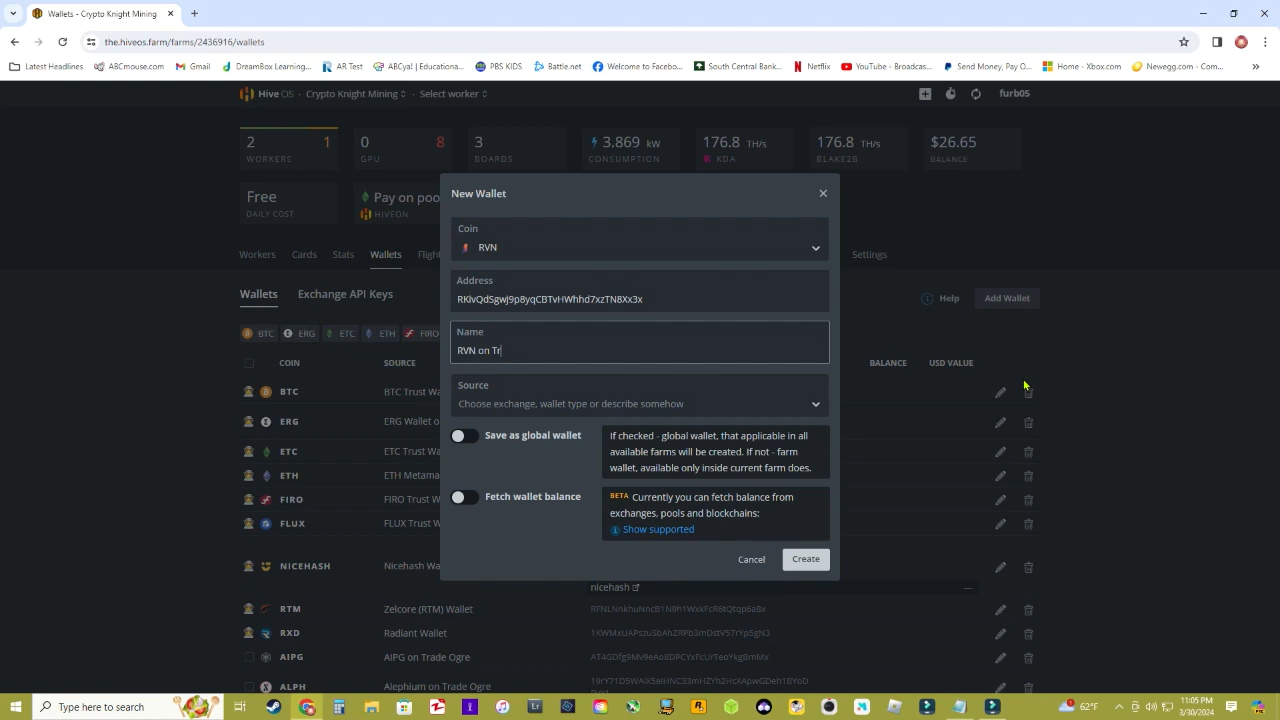 Wallets - Crypto Knight Mining
the.hiveos.farm/farms/2436916/wallets
Latest Headlines
ABCmouse.com
Gmail
DreamBox Learning...
AR Test
ABCya! | Educationa...
PBS KIDS
Battle.net
Welcome to Facebo...
South Central Bank...
Netflix
YouTube - Broadcas...
Send Money, Pay O...
Home - Xbox.com
Newegg.com - Com...
Hive OS
Crypto Knight Mining
Select worker
furb05
2 1
WORKERS
0 8
GPU
3
BOARDS
3.869 kW
CONSUMPTION
176.8 TH/s
KDA
176.8 TH/s
BLAKE2B
$26.65
BALANCE
Free
DAILY COST
Pay on poo
HIVEON
Workers Cards Stats Wallets Flight Settings
Wallets Exchange API Keys
Help
Add Wallet
BTC ERG ETC ETH FIRO
COIN SOURCE BALANCE USD VALUE
BTC BTC Trust Wa
ERG ERG Wallet o
ETC ETC Trust Wa
ETH ETH Metama
FIRO FIRO Trust W
FLUX FLUX Trust W
NICEHASH Nicehash Wa
nicehash —
RTM Zelcore (RTM) Wallet
RXD Radiant Wallet
AIPG AIPG on Trade Ogre
ALPH Alephium on Trade Ogre
New Wallet
Coin
RVN
Address
RKivQdSgwj9p8yqCBTvHWhhd7xzTN8Xx3x
Name
RVN on Tr
Source
Choose exchange, wallet type or describe somehow
Save as global wallet
If checked - global wallet, that applicable in all
available farms will be created. If not - farm
wallet, available only inside current farm does.
Fetch wallet balance
BETA Currently you can fetch balance from
exchanges, pools and blockchains:
Show supported
Cancel
Create
Type here to search
62°F
11:05 PM
3/30/2024